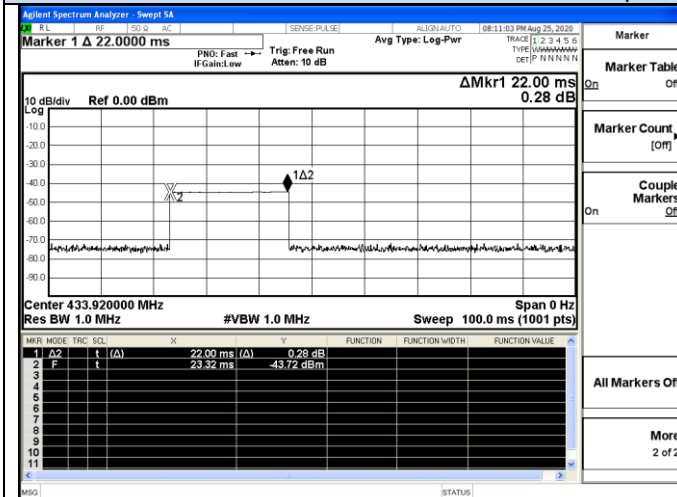 Agilent Spectrum Analyzer - Swept SA
RL RF 50 Ω AC SENSE:PULSE ALIGN AUTO 08:11:03 PM Aug 25, 2020
Marker 1 Δ 22.0000 ms
PNO: Fast
IFGain:Low
Trig: Free Run
Atten: 10 dB
Avg Type: Log-Pwr
TRACE 1 2 3 4 5 6
TYPE
DET P N N N N N
ΔMkr1 22.00 ms
0.28 dB
10 dB/div Ref 0.00 dBm
Log
-10.0
-20.0
-30.0
-40.0
-50.0
-60.0
-70.0
-80.0
-90.0
1Δ2
2
Center 433.920000 MHz Span 0 Hz
Res BW 1.0 MHz #VBW 1.0 MHz Sweep 100.0 ms (1001 pts)
MKR MODE TRC SCL X Y FUNCTION FUNCTION WIDTH FUNCTION VALUE
1 Δ2 t (Δ) 22.00 ms (Δ) 0.28 dB
2 F t 23.32 ms -43.72 dBm
3
4
5
6
7
8
9
10
11
MSG STATUS
Marker
Marker Table
On Of
Marker Count
[Off]
Couple
Markers
On Of
All Markers Of
More
2 of 2